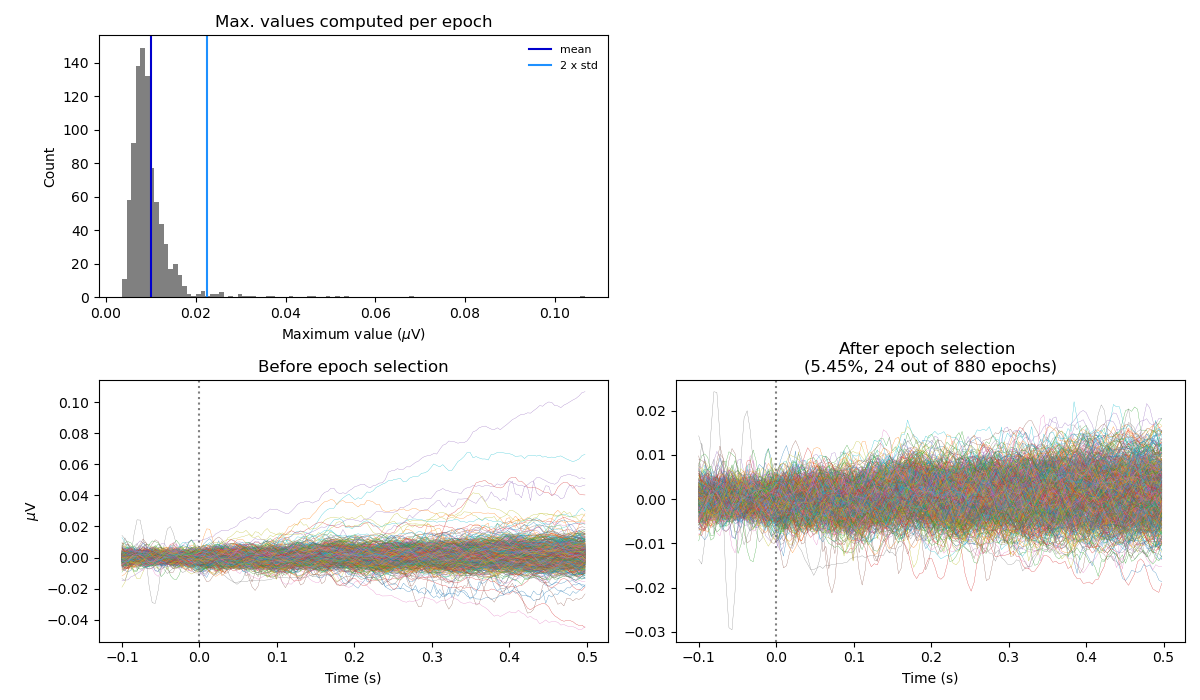 Max. values computed per epoch
mean
2 x std
140
120
100
80
60
40
20
0
Count
0.00 0.02 0.04 0.06 0.08 0.10
Maximum value (μV)
Before epoch selection
0.10
0.08
0.06
0.04
0.02
0.00
−0.02
−0.04
μV
−0.1 0.0 0.1 0.2 0.3 0.4 0.5
Time (s)
After epoch selection
(5.45%, 24 out of 880 epochs)
0.02
0.01
0.00
−0.01
−0.02
−0.03
−0.1 0.0 0.1 0.2 0.3 0.4 0.5
Time (s)